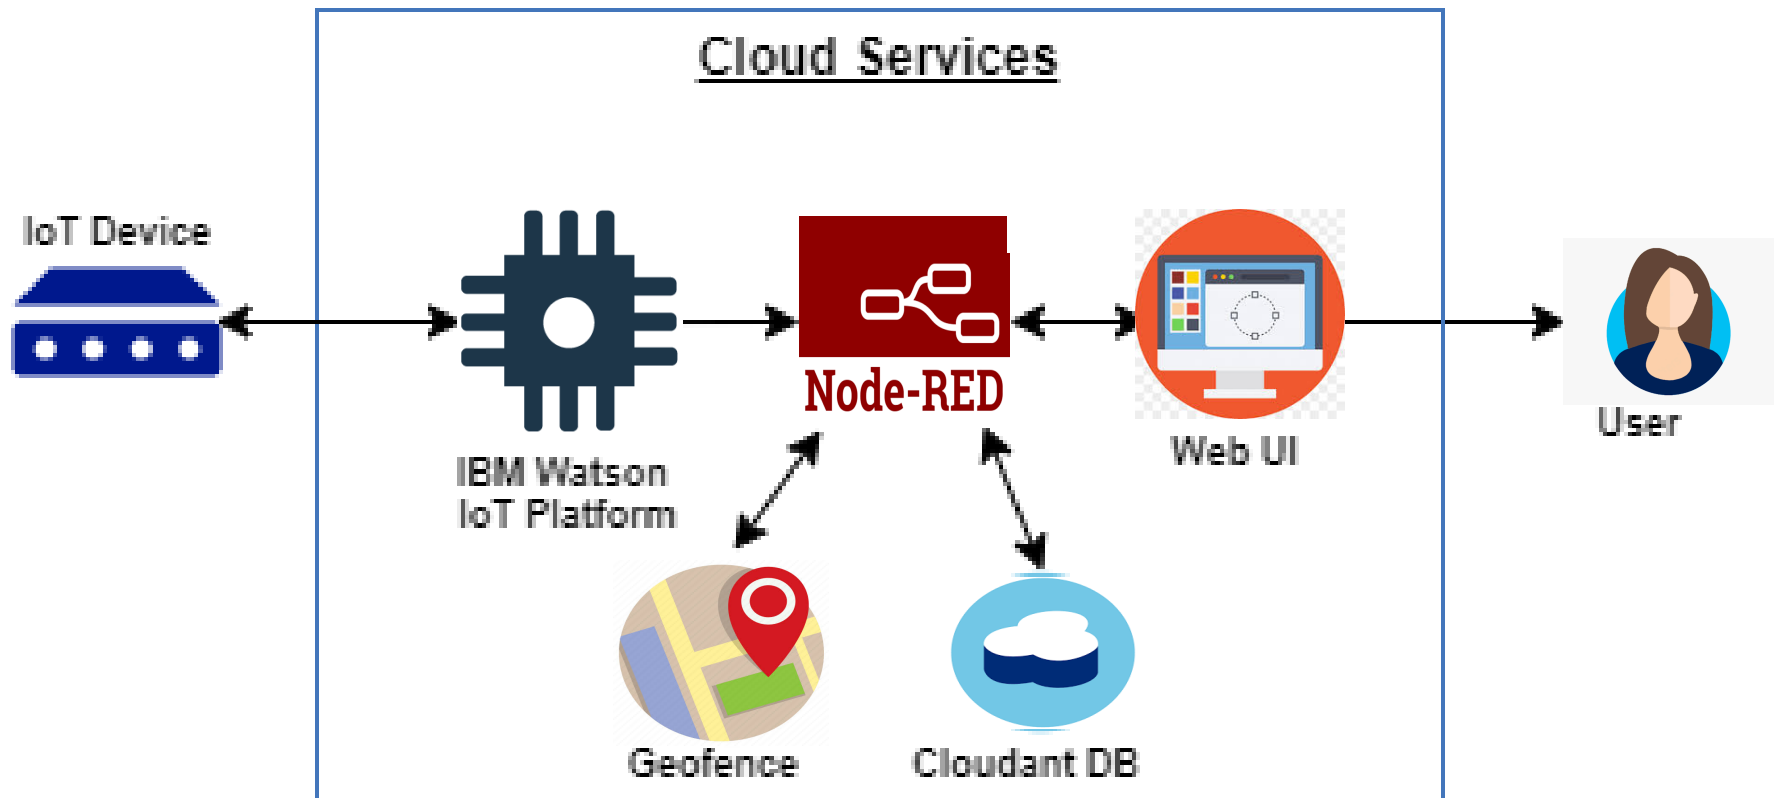 Cloud Services
IoT Device
Node-RED
User
Web UI
IBM Watson
IoT Platform
Geofence
Cloudant DB